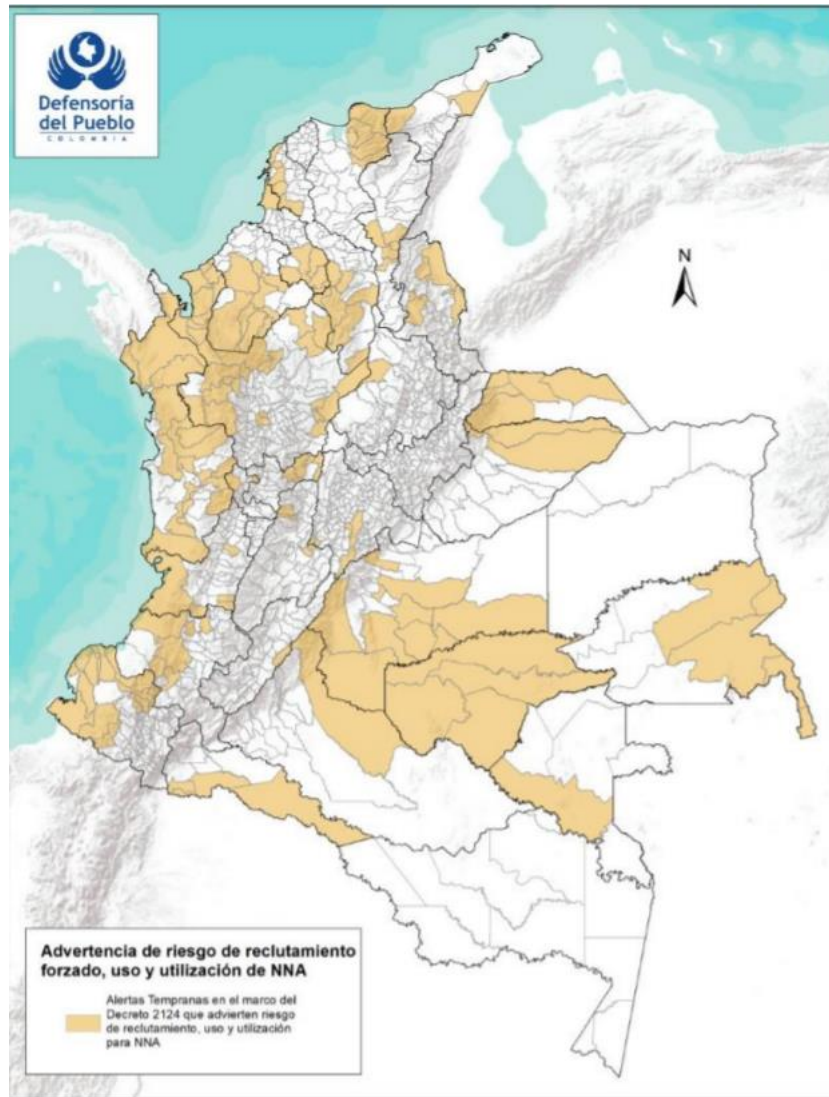 Defensoría
del Pueblo
COLOMBIA
N
Advertencia de riesgo de reclutamiento
forzado, uso y utilización de NNA
Alertas Tempranas en el marco del
Decreto 2124 que advierten riesgo
de reclutamiento, uso y utilización
para NNA